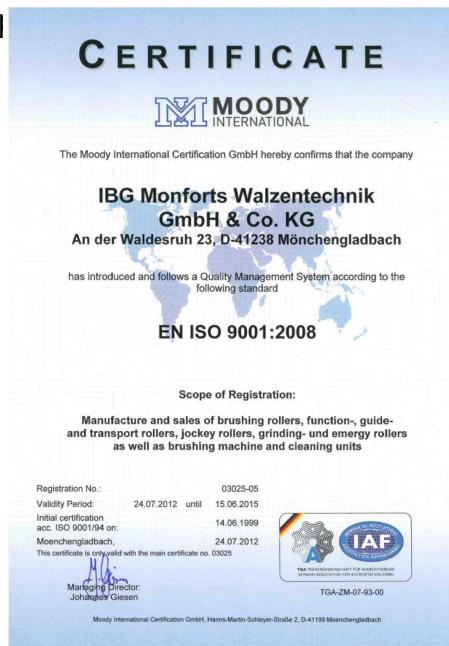 CERTIFICATE
MOODY
INTERNATIONAL
The Moody International Certification GmbH hereby confirms that the company
IBG Monforts Walzentechnik
GmbH & Co. KG
An der Waldesruh 23, D-41238 Mönchengladbach
has introduced and follows a Quality Management System according to the
following standard
EN ISO 9001:2008
Scope of Registration:
Manufacture and sales of brushing rollers, function-, guide-
and transport rollers, jockey rollers, grinding- und emergy rollers
as well as brushing machine and cleaning units
Registration No.: 03025-05
Validity Period: 24.07.2012 until 15.06.2015
Initial certification
acc. ISO 9001/94 on: 14.06.1999
Moenchengladbach, 24.07.2012
This certificate is only valid with the main certificate no. 03025
Managing Director:
Johannes Giesen
IAF
TGA TRÄGERGEMEINSCHAFT FÜR AKKREDITIERUNG
GERMAN ASSOCIATION FOR ACCREDITATION GMBH
TGA-ZM-07-93-00
Moody International Certification GmbH, Hanns-Martin-Schleyer-Straße 2, D-41199 Moenchengladbach